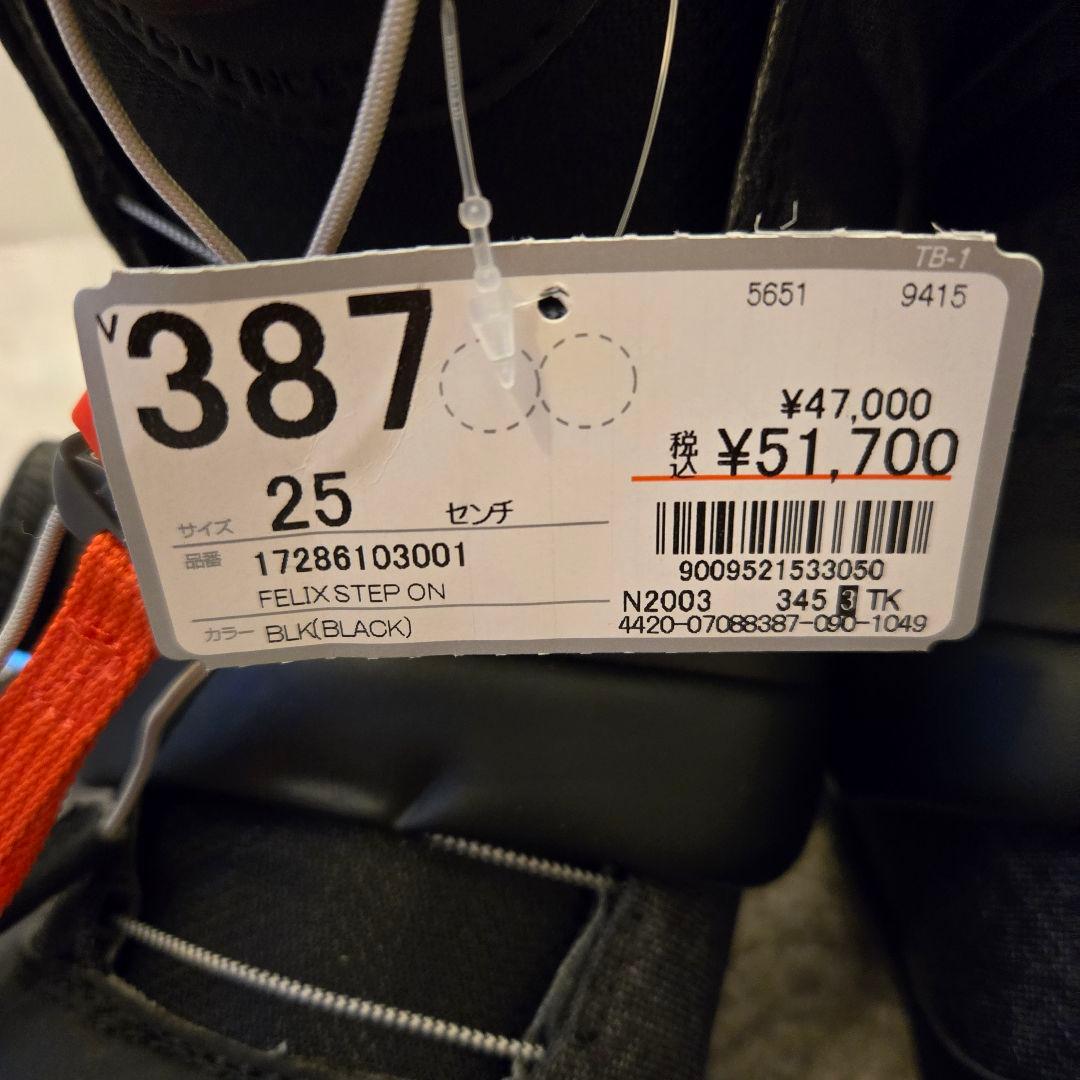 TB-1
5651 9415
V
387
¥47,000
税込 ¥51,700
サイズ 25 センチ
品番 17286103001
FELIX STEP ON
カラー BLK(BLACK)
9009521533050
N2003 345 3 TK
4420-07088387-090-1049